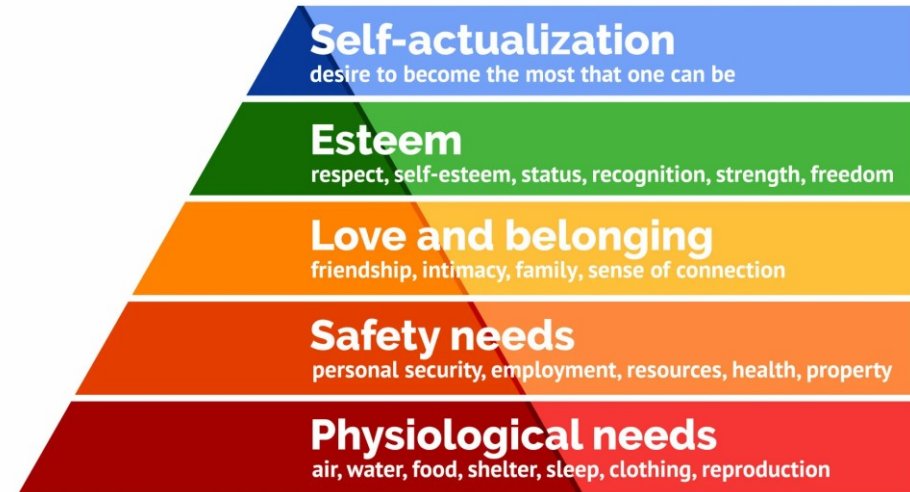 Self-actualization
desire to become the most that one can be
Esteem
respect, self-esteem, status, recognition, strength, freedom
Love and belonging
friendship, intimacy, family, sense of connection
Safety needs
personal security, employment, resources, health, property
Physiological needs
air, water, food, shelter, sleep, clothing, reproduction